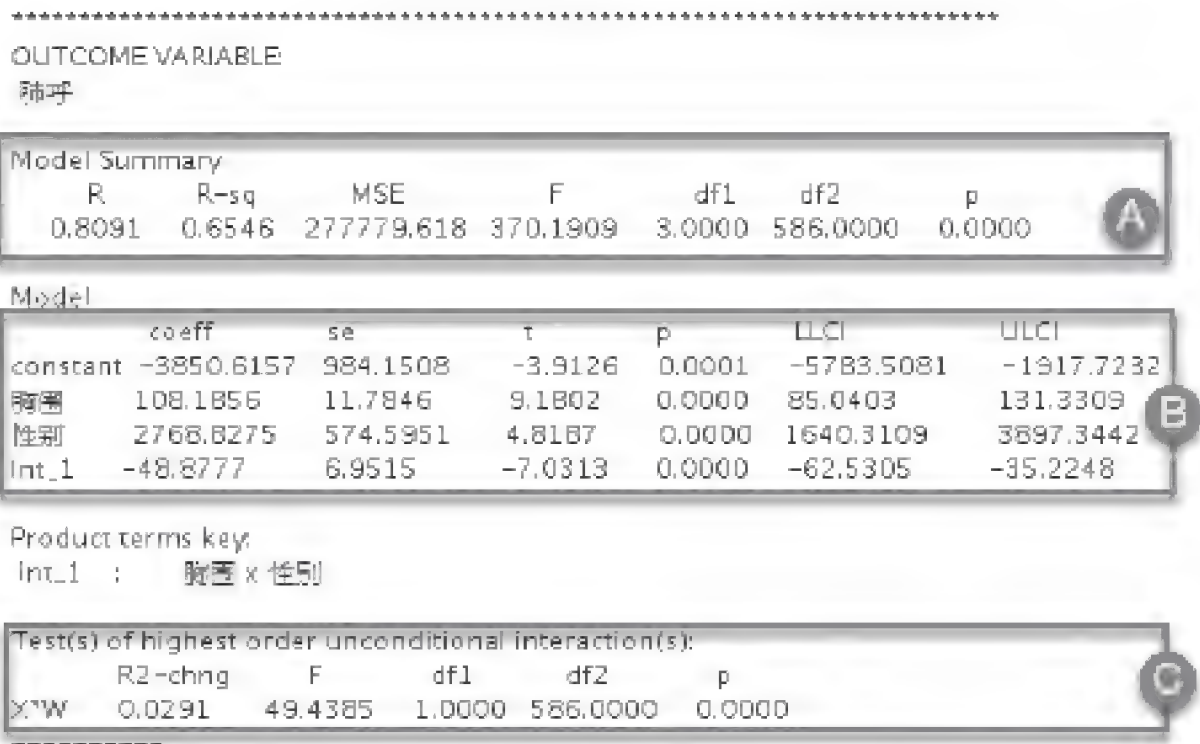 ******************************************************************************
OUTCOME VARIABLE:
肺呼
Model Summary
R R-sq MSE F df1 df2 p
0.8091 0.6546 277779.618 370.1909 3.0000 586.0000 0.0000
A
Model
coeff se t p LLCI ULCI
constant -3850.6157 984.1508 -3.9126 0.0001 -5783.5081 -1917.7232
胸围 108.1856 11.7846 9.1802 0.0000 85.0403 131.3309
性别 2768.8275 574.5951 4.8187 0.0000 1640.3109 3897.3442
Int_1 -48.8777 6.9515 -7.0313 0.0000 -62.5305 -35.2248
B
Product terms key:
Int_1 : 胸围 x 性别
Test(s) of highest order unconditional interaction(s):
R2-chng F df1 df2 p
X*W 0.0291 49.4385 1.0000 586.0000 0.0000
C